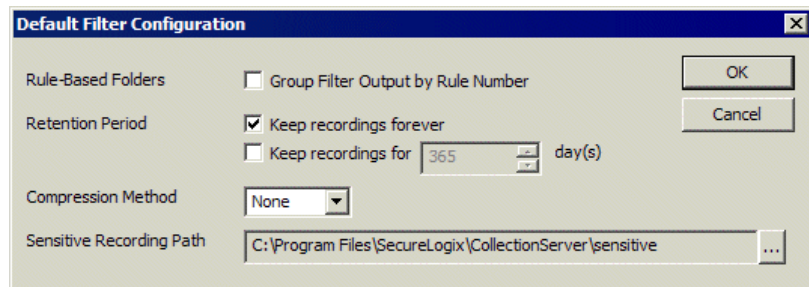 Default Filter Configuration
Rule-Based Folders
Group Filter Output by Rule Number
OK
Retention Period
Keep recordings forever
Cancel
Keep recordings for 365 day(s)
Compression Method
None
Sensitive Recording Path
C:\Program Files\SecureLogix\CollectionServer\sensitive
...